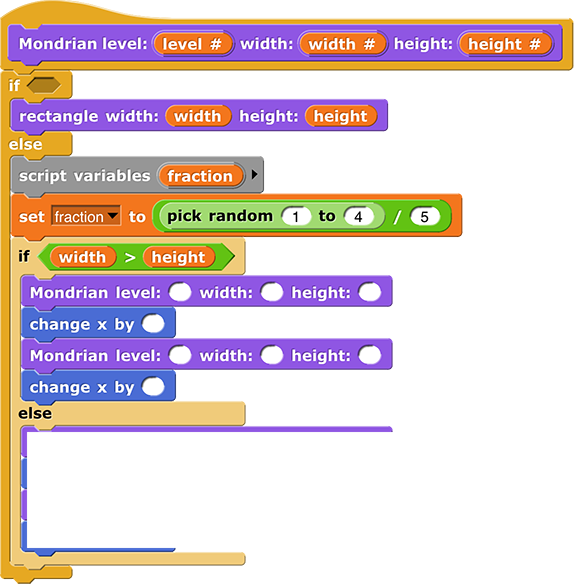 Mondrian level: level # width: width # height: height #
if
rectangle width: width height: height
else
script variables fraction
set fraction to pick random 1 to 4 / 5
if width > height
Mondrian level: width: height:
change x by
Mondrian level: width: height:
change x by
else